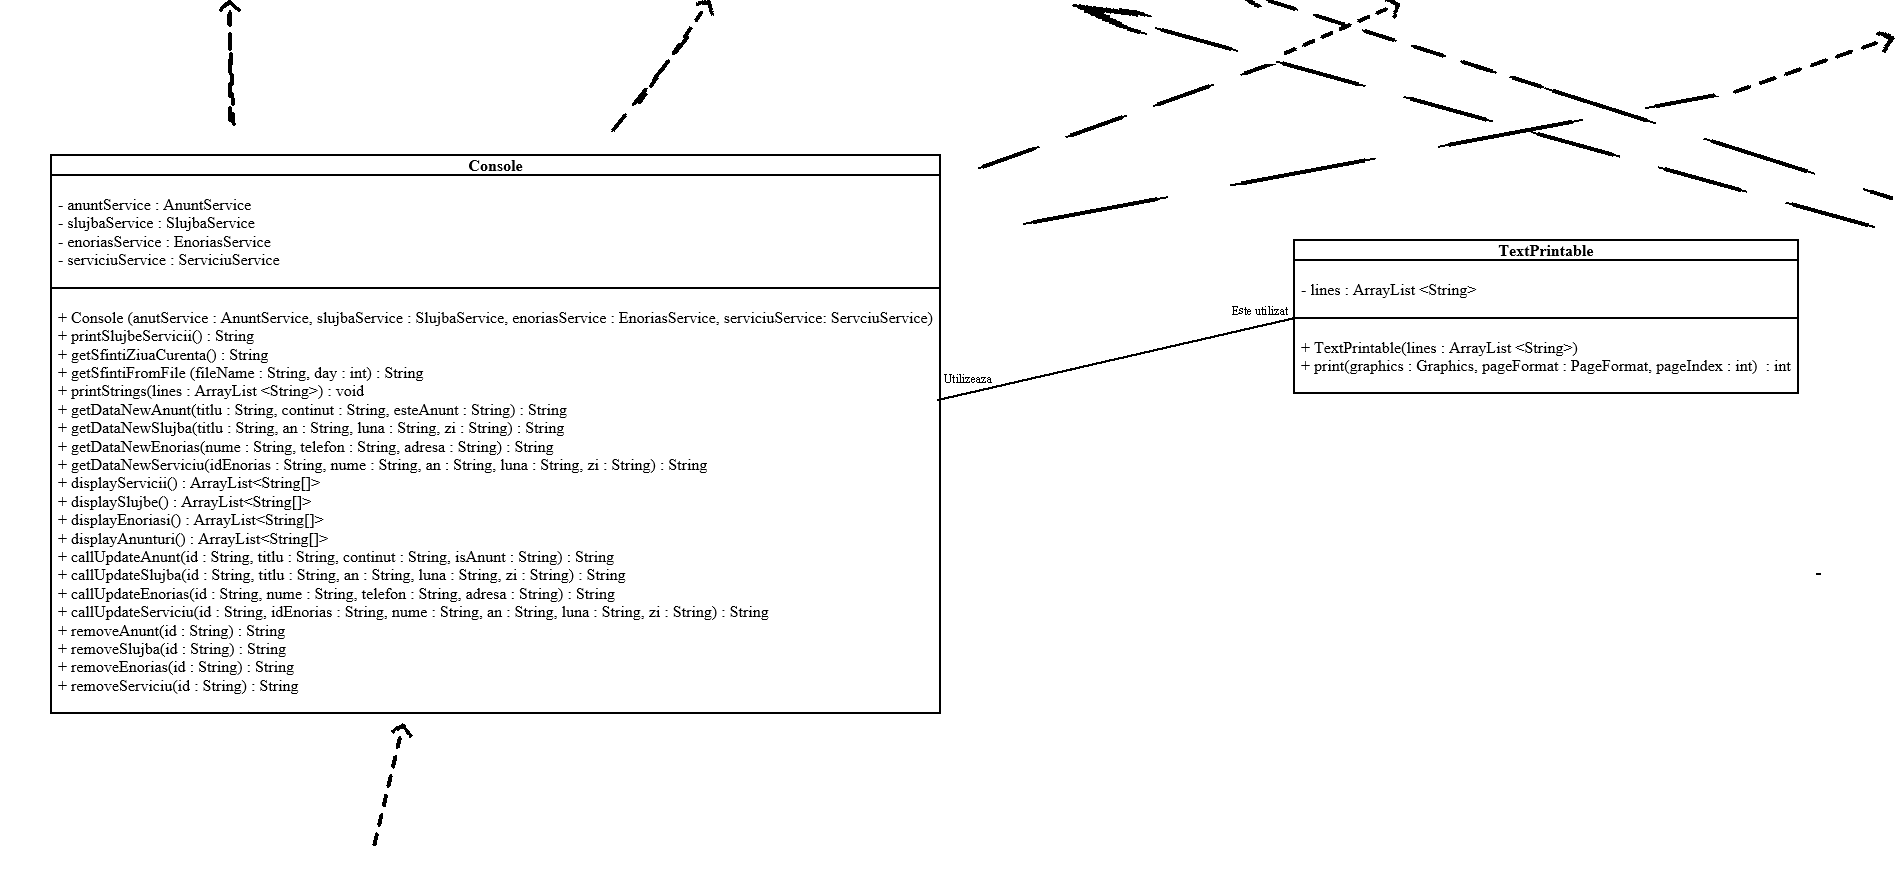 Console
- anuntService : AnuntService
- slujbaService : SlujbaService
- enoriasService : EnoriasService
- serviciuService : ServiciuService
+ Console (anutService : AnuntService, slujbaService : SlujbaService, enoriasService : EnoriasService, serviciuService: ServciuService)
+ printSlujbeServicii() : String
+ getSfintiZiuaCurenta() : String
+ getSfintiFromFile (fileName : String, day : int) : String
+ printStrings(lines : ArrayList <String>) : void
+ getDataNewAnunt(titlu : String, continut : String, esteAnunt : String) : String
+ getDataNewSlujba(titlu : String, an : String, luna : String, zi : String) : String
+ getDataNewEnorias(nume : String, telefon : String, adresa : String) : String
+ getDataNewServiciu(idEnorias : String, nume : String, an : String, luna : String, zi : String) : String
+ displayServicii() : ArrayList<String[]>
+ displaySlujbe() : ArrayList<String[]>
+ displayEnoriasi() : ArrayList<String[]>
+ displayAnunturi() : ArrayList<String[]>
+ callUpdateAnunt(id : String, titlu : String, continut : String, isAnunt : String) : String
+ callUpdateSlujba(id : String, titlu : String, an : String, luna : String, zi : String) : String
+ callUpdateEnorias(id : String, nume : String, telefon : String, adresa : String) : String
+ callUpdateServiciu(id : String, idEnorias : String, nume : String, an : String, luna : String, zi : String) : String
+ removeAnunt(id : String) : String
+ removeSlujba(id : String) : String
+ removeEnorias(id : String) : String
+ removeServiciu(id : String) : String
Utilizeaza
Este utilizat
TextPrintable
- lines : ArrayList <String>
+ TextPrintable(lines : ArrayList <String>)
+ print(graphics : Graphics, pageFormat : PageFormat, pageIndex : int) : int
-